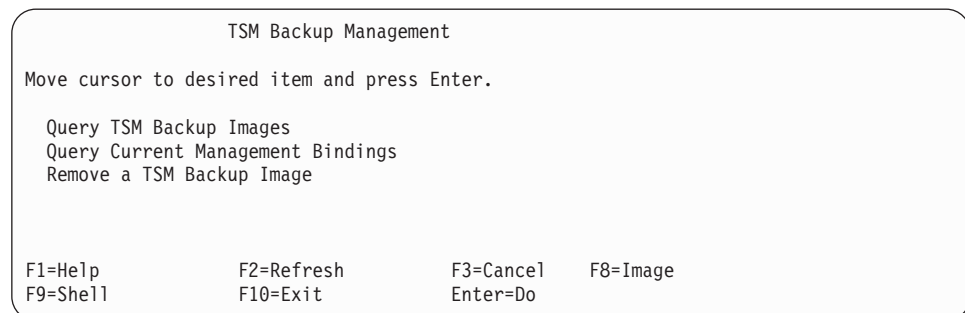 TSM Backup Management
Move cursor to desired item and press Enter.
Query TSM Backup Images
Query Current Management Bindings
Remove a TSM Backup Image
F1=Help F2=Refresh F3=Cancel F8=Image
F9=Shell F10=Exit Enter=Do